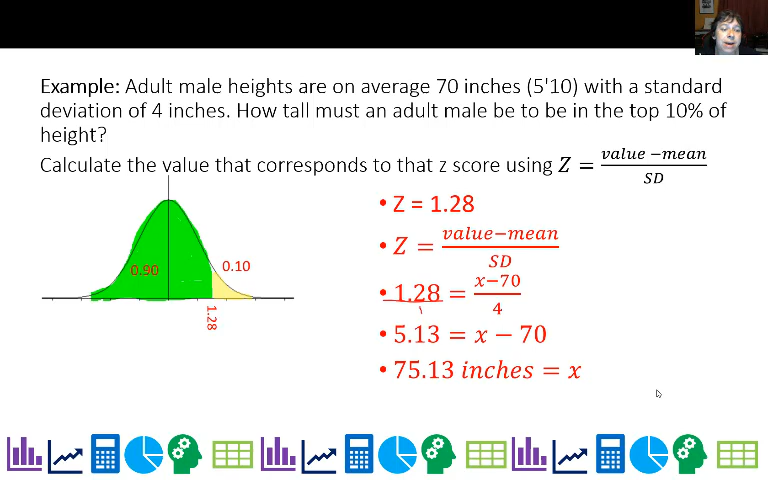 Example: Adult male heights are on average 70 inches (5'10) with a standard
deviation of 4 inches. How tall must an adult male be to be in the top 10% of
height?
Calculate the value that corresponds to that z score using Z = (value −mean)/SD
0.90
0.10
1.28
• Z = 1.28
• Z = (value−mean)/SD
• 1.28/1 = (x−70)/4
• 5.13 = x − 70
• 75.13 inches = x